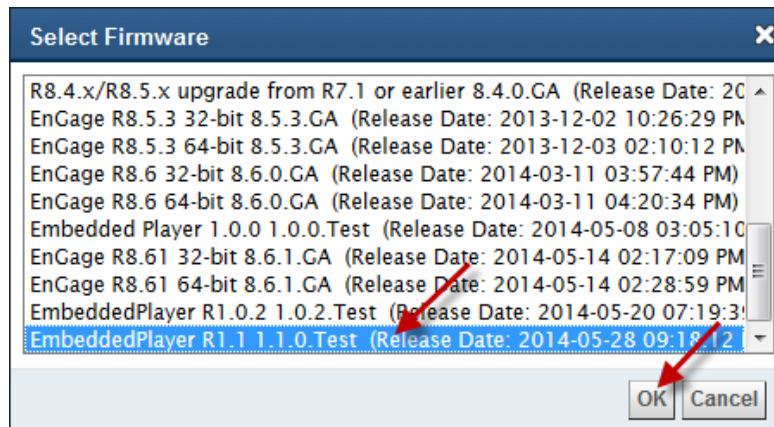 Select Firmware
R8.4.x/R8.5.x upgrade from R7.1 or earlier 8.4.0.GA (Release Date: 20
EnGage R8.5.3 32-bit 8.5.3.GA (Release Date: 2013-12-02 10:26:29 PM
EnGage R8.5.3 64-bit 8.5.3.GA (Release Date: 2013-12-03 02:10:12 PM
EnGage R8.6 32-bit 8.6.0.GA (Release Date: 2014-03-11 03:57:44 PM)
EnGage R8.6 64-bit 8.6.0.GA (Release Date: 2014-03-11 04:20:34 PM)
Embedded Player 1.0.0 1.0.0.Test (Release Date: 2014-05-08 03:05:10
EnGage R8.61 32-bit 8.6.1.GA (Release Date: 2014-05-14 02:17:09 PM
EnGage R8.61 64-bit 8.6.1.GA (Release Date: 2014-05-14 02:28:59 PM
EmbeddedPlayer R1.0.2 1.0.2.Test (Release Date: 2014-05-20 07:19:39
EmbeddedPlayer R1.1 1.1.0.Test (Release Date: 2014-05-28 09:18:12
OK Cancel